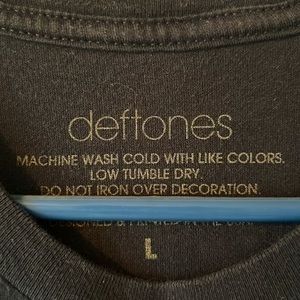 deftones
MACHINE WASH COLD WITH LIKE COLORS.
LOW TUMBLE DRY.
DO NOT IRON OVER DECORATION.
L